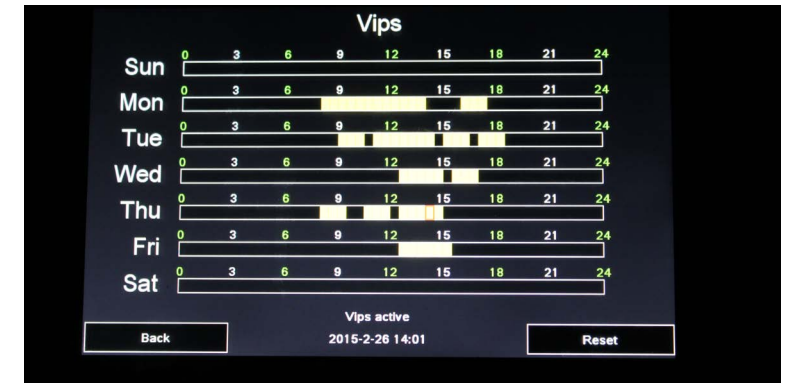 Vips
Sun 0 3 6 9 12 15 18 21 24
Mon 0 3 6 9 12 15 18 21 24
Tue 0 3 6 9 12 15 18 21 24
Wed 0 3 6 9 12 15 18 21 24
Thu 0 3 6 9 12 15 18 21 24
Fri 0 3 6 9 12 15 18 21 24
Sat 0 3 6 9 12 15 18 21 24
Vips active
Back 2015-2-26 14:01 Reset